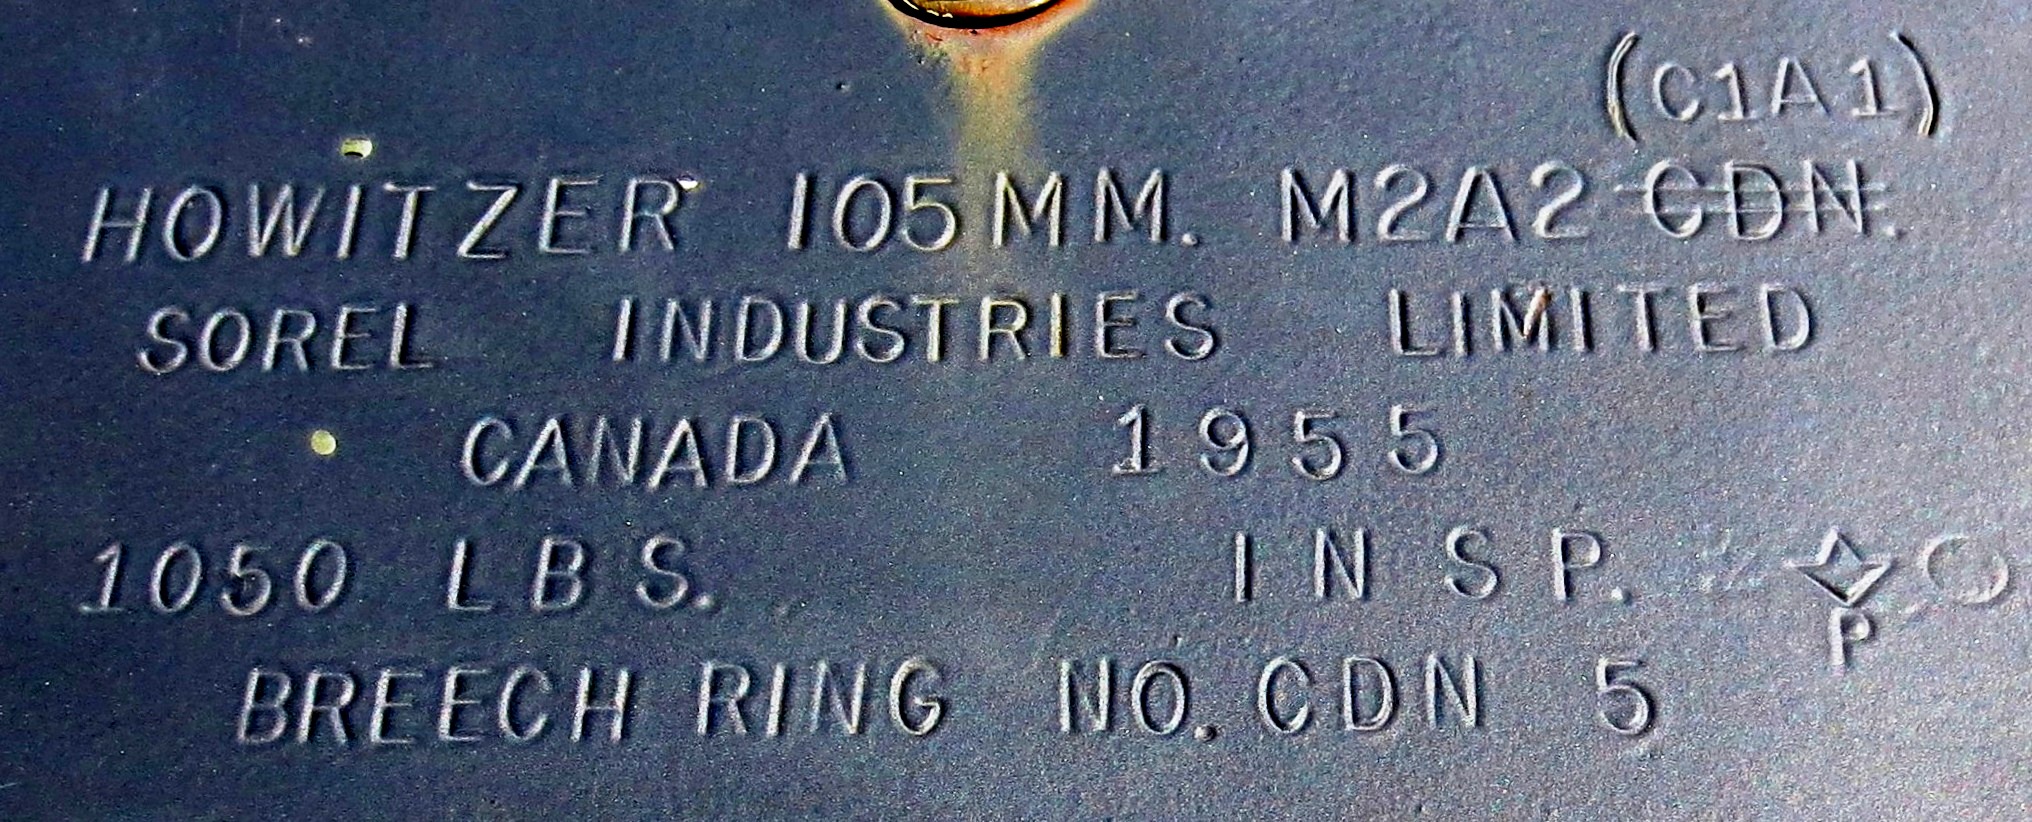 (C1A1)
HOWITZER 105MM. M2A2 CDN.
SOREL INDUSTRIES LIMITED
CANADA 1955
1050 LBS. INSP.
P
BREECH RING NO. CDN 5